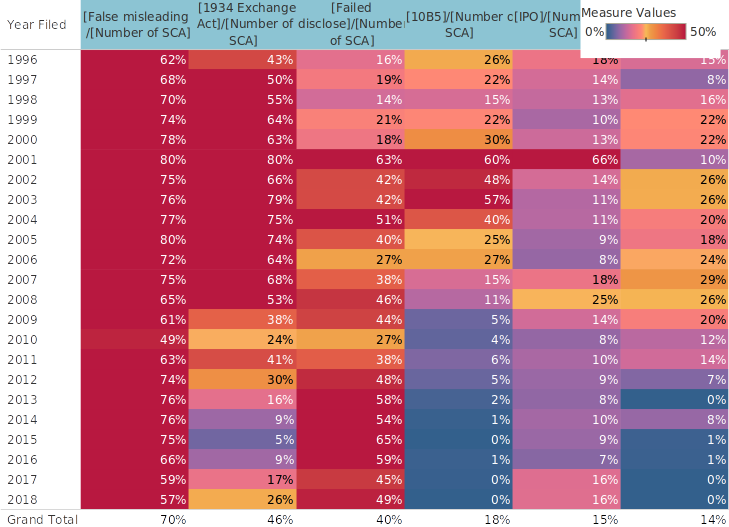 Year Filed
[False misleading
/[Number of SCA]
[1934 Exchange
Act]/[Number of
SCA]
[Failed
disclose]/[Number
of SCA]
[10B5]/[Number o
SCA]
[IPO]/[Num
SCA]
Measure Values
0% 50%
1996 62% 43% 16% 26% 18% 15%
1997 68% 50% 19% 22% 14% 8%
1998 70% 55% 14% 15% 13% 16%
1999 74% 64% 21% 22% 10% 22%
2000 78% 63% 18% 30% 13% 22%
2001 80% 80% 63% 60% 66% 10%
2002 75% 66% 42% 48% 14% 26%
2003 76% 79% 42% 57% 11% 26%
2004 77% 75% 51% 40% 11% 20%
2005 80% 74% 40% 25% 9% 18%
2006 72% 64% 27% 27% 8% 24%
2007 75% 68% 38% 15% 18% 29%
2008 65% 53% 46% 11% 25% 26%
2009 61% 38% 44% 5% 14% 20%
2010 49% 24% 27% 4% 8% 12%
2011 63% 41% 38% 6% 10% 14%
2012 74% 30% 48% 5% 9% 7%
2013 76% 16% 58% 2% 8% 0%
2014 76% 9% 54% 1% 10% 8%
2015 75% 5% 65% 0% 9% 1%
2016 66% 9% 59% 1% 7% 1%
2017 59% 17% 45% 0% 16% 0%
2018 57% 26% 49% 0% 16% 0%
Grand Total 70% 46% 40% 18% 15% 14%